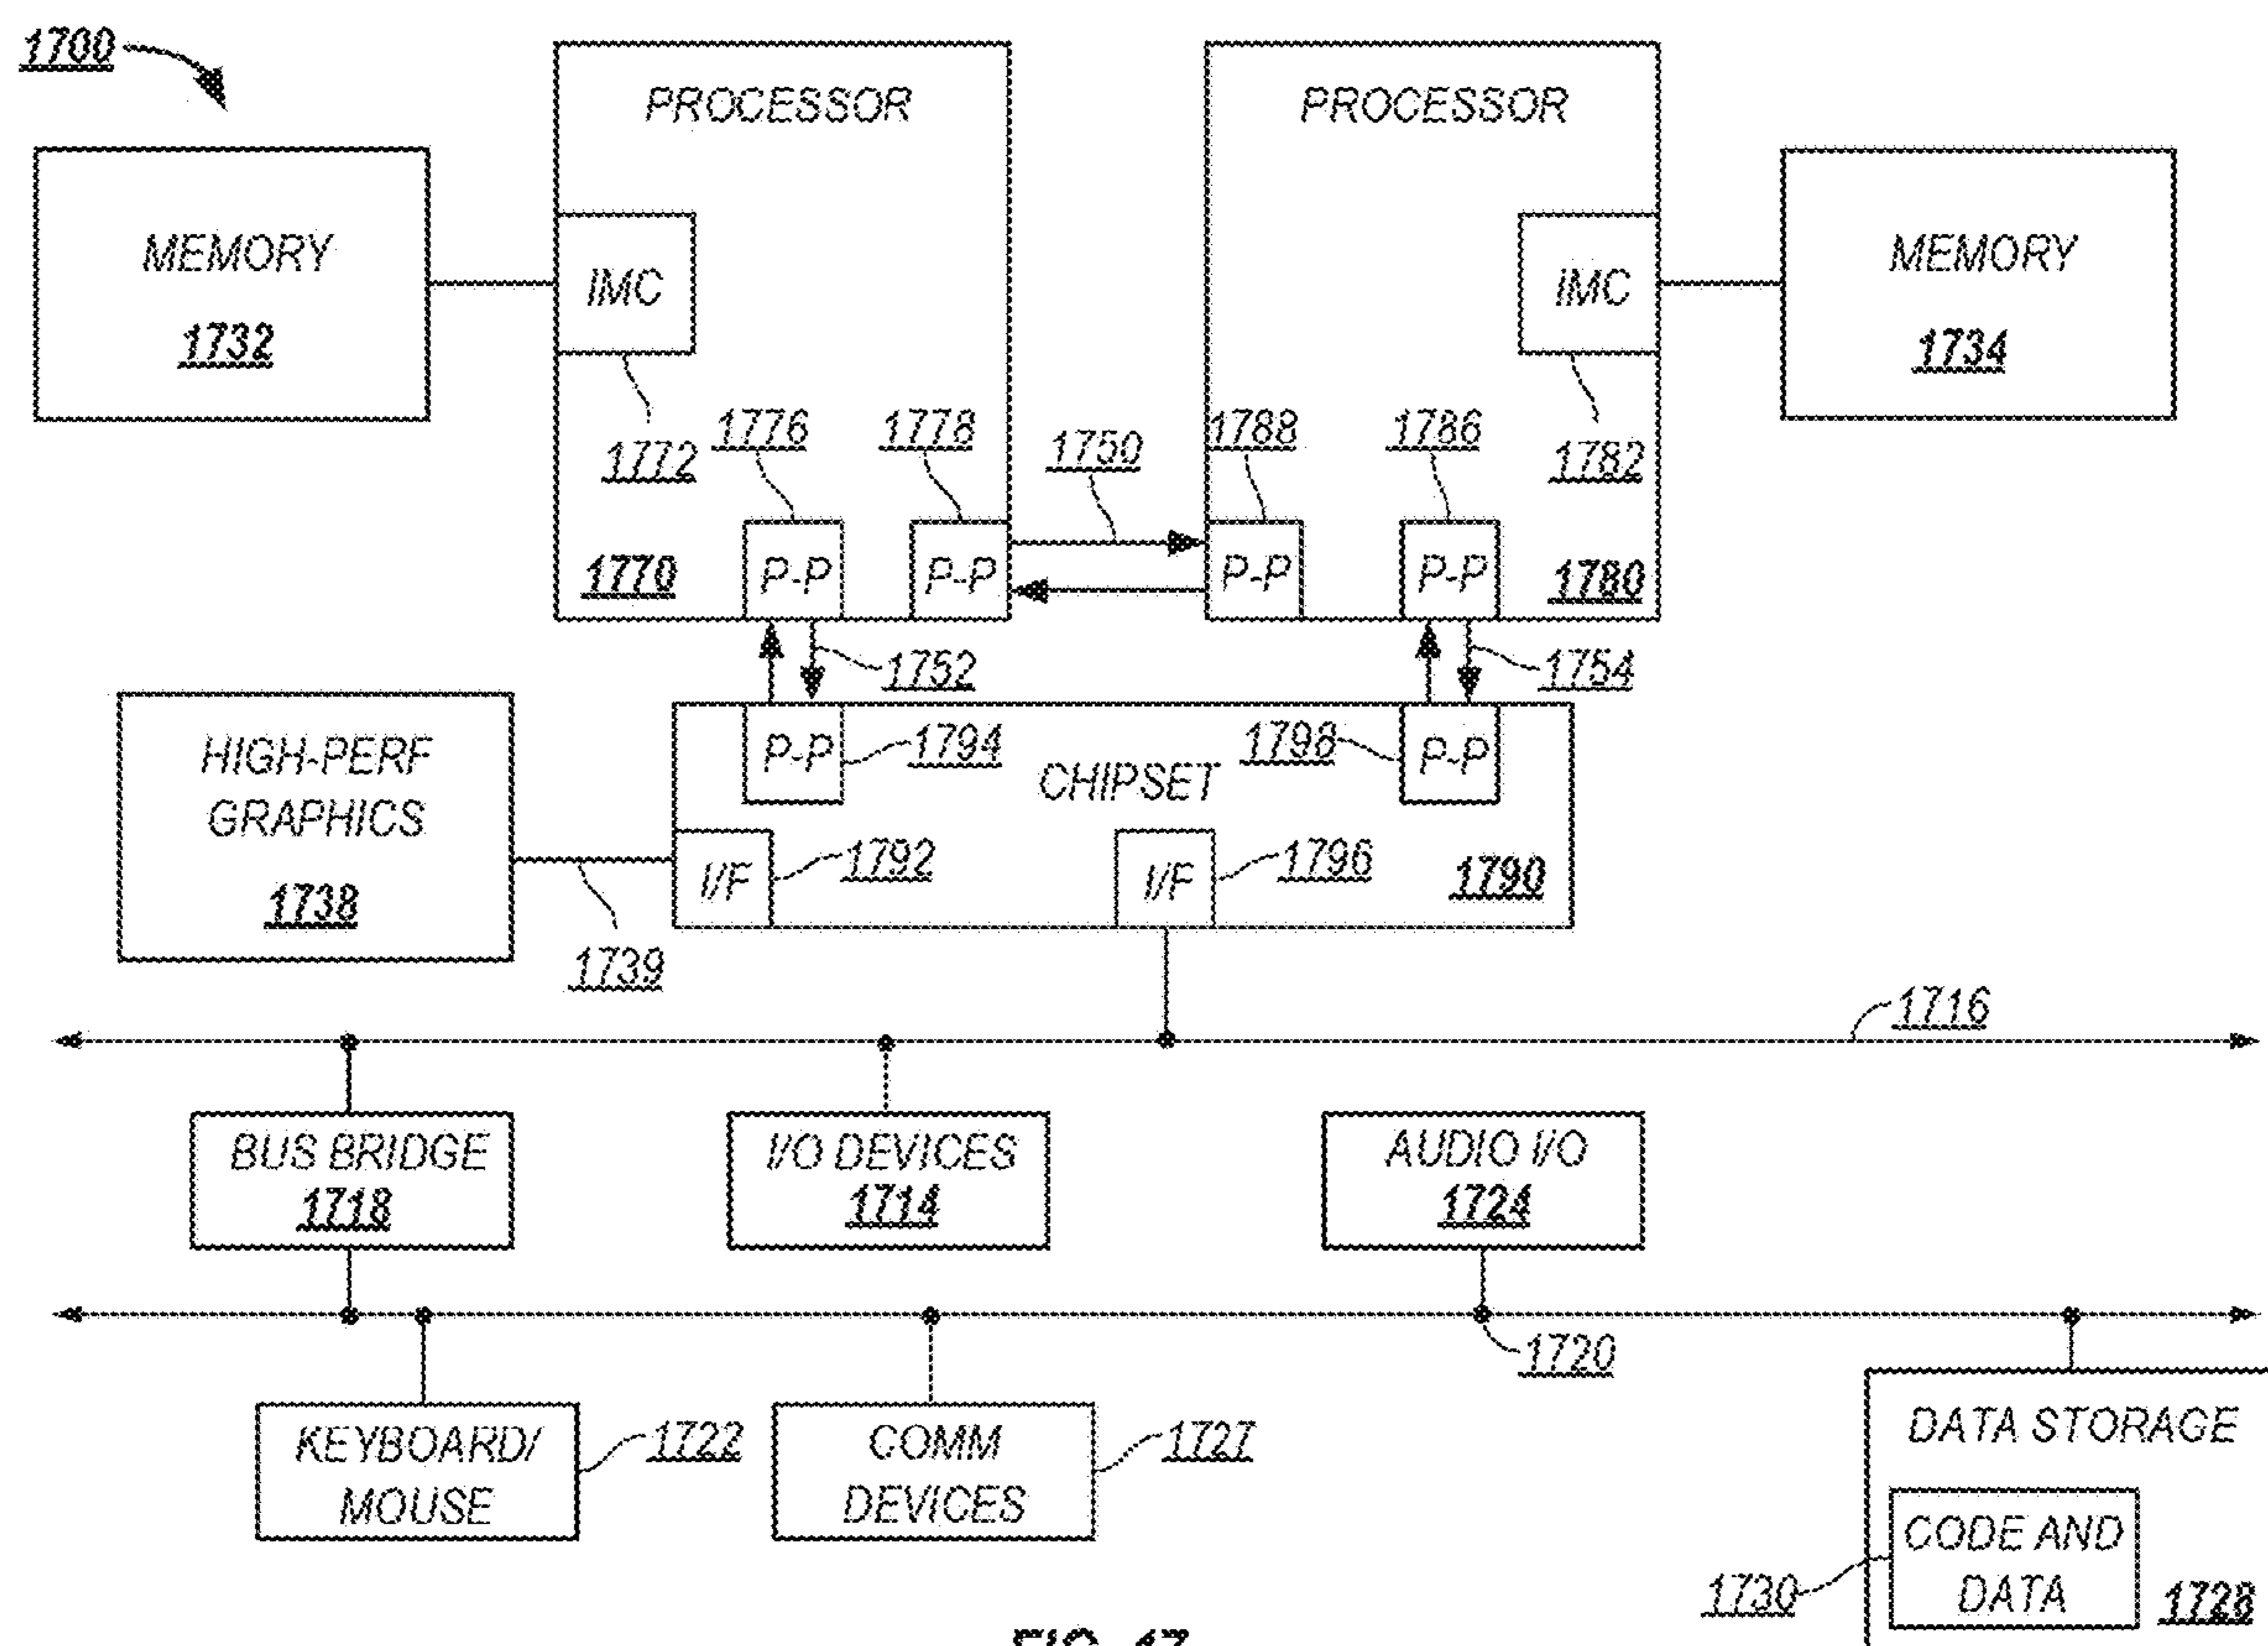 1700
PROCESSOR
PROCESSOR
MEMORY
1732
IMC
IMC
MEMORY
1734
1772
1776
1778
1750
1788
1786
1782
1770
P-P
P-P
P-P
P-P
1780
1752
1754
HIGH-PERF
GRAPHICS
1738
P-P
1794
CHIPSET
1798
P-P
I/F
1792
I/F
1796
1790
1739
1716
BUS BRIDGE
1718
I/O DEVICES
1714
AUDIO I/O
1724
1720
KEYBOARD/
MOUSE
1722
COMM
DEVICES
1727
DATA STORAGE
CODE AND
DATA
1730
1728
FIG. 17